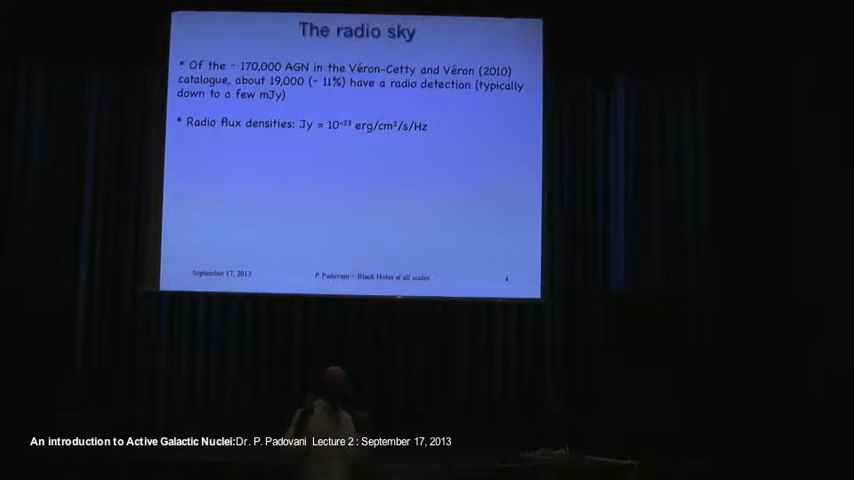 The radio sky
* Of the ~ 170,000 AGN in the Véron-Cetty and Véron (2010)
catalogue, about 19,000 (~ 11%) have a radio detection (typically
down to a few mJy)
* Radio flux densities: Jy = 10⁻²³ erg/cm²/s/Hz
September 17, 2013
P. Padovani – Black Holes at all scales
4
An introduction to Active Galactic Nuclei:Dr. P. Padovani Lecture 2 : September 17, 2013